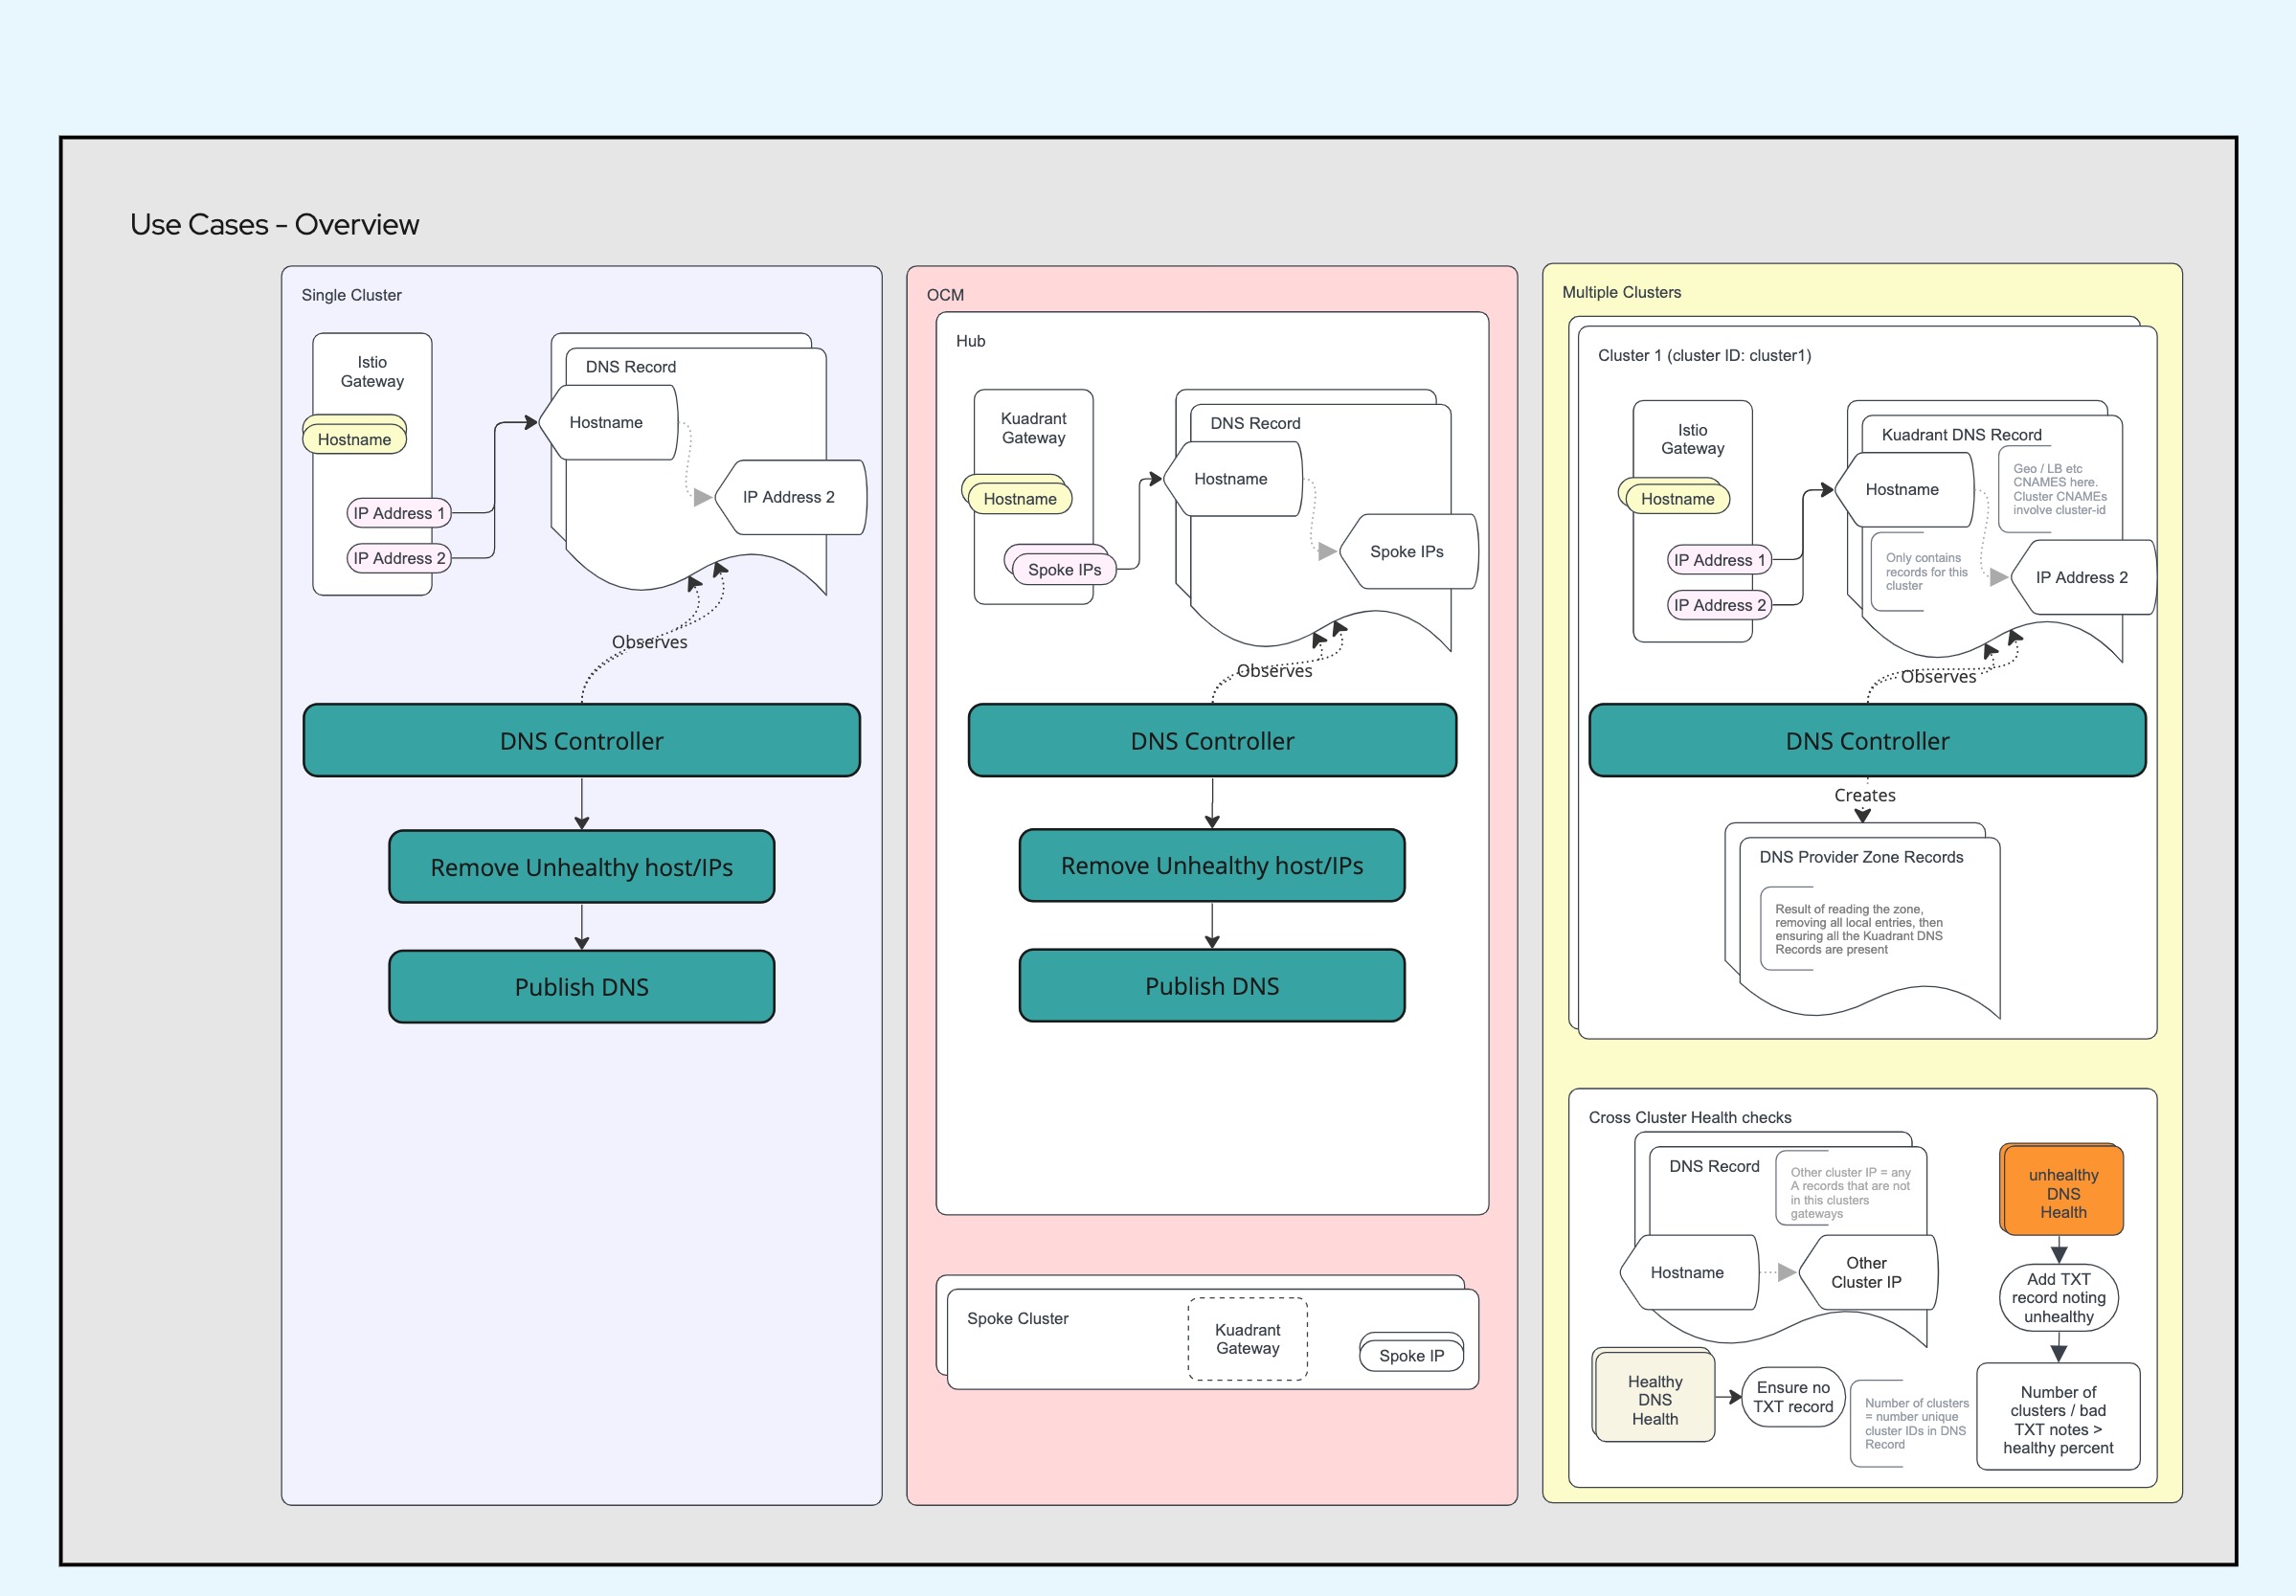 Use Cases - Overview
Single Cluster
Istio
Gateway
Hostname
IP Address 1
IP Address 2
DNS Record
Hostname
IP Address 2
Observes
DNS Controller
Remove Unhealthy host/IPs
Publish DNS
OCM
Hub
Kuadrant
Gateway
Hostname
Spoke IPs
DNS Record
Hostname
Spoke IPs
Observes
DNS Controller
Remove Unhealthy host/IPs
Publish DNS
Spoke Cluster
Kuadrant
Gateway
Spoke IP
Multiple Clusters
Cluster 1 (cluster ID: cluster1)
Istio
Gateway
Hostname
IP Address 1
IP Address 2
Kuadrant DNS Record
Hostname
Geo / LB etc
CNAMES here.
Cluster CNAMEs
involve cluster-id
Only contains
records for this
cluster
IP Address 2
Observes
DNS Controller
Creates
DNS Provider Zone Records
Result of reading the zone,
removing all local entries, then
ensuring all the Kuadrant DNS
Records are present
Cross Cluster Health checks
DNS Record
Other cluster IP = any
A records that are not
in this clusters
gateways
Hostname
Other
Cluster IP
unhealthy
DNS
Health
Add TXT
record noting
unhealthy
Healthy
DNS
Health
Ensure no
TXT record
Number of clusters
= number unique
cluster IDs in DNS
Record
Number of
clusters / bad
TXT notes >
healthy percent